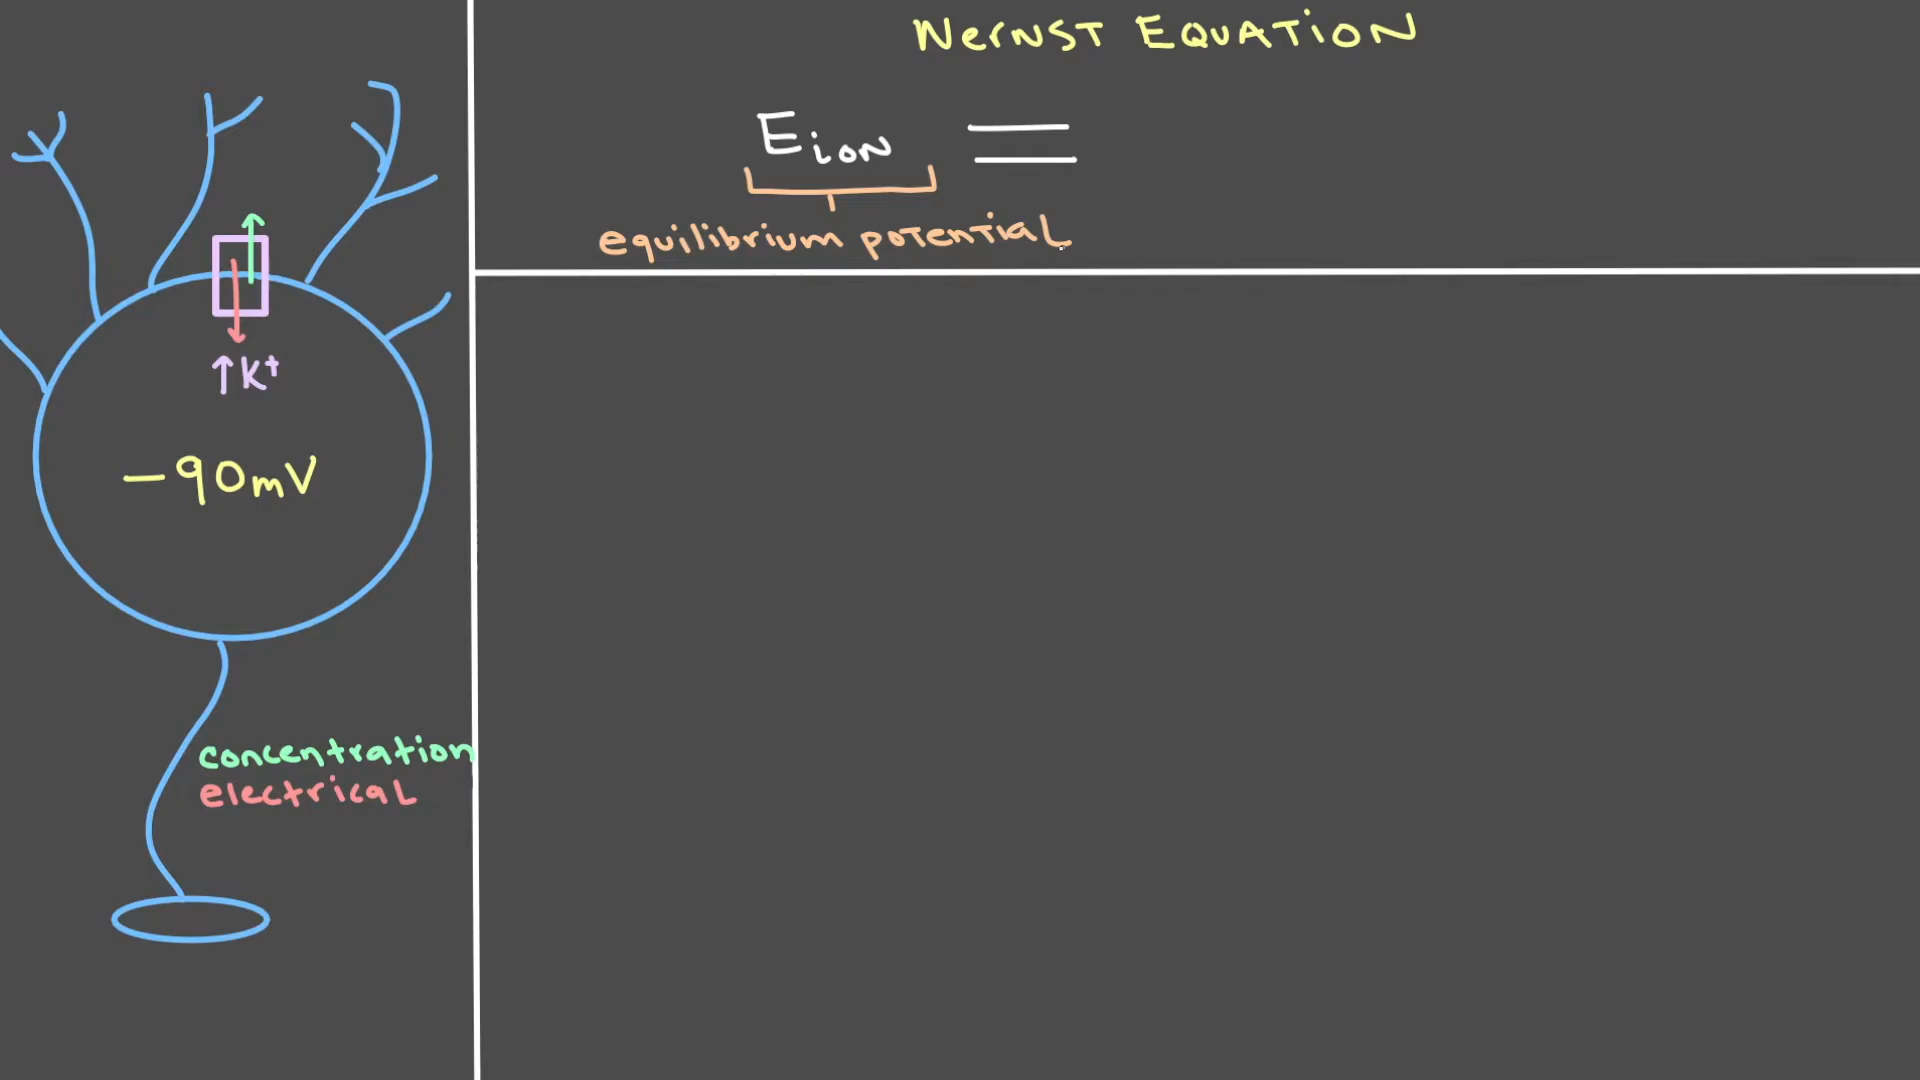 Nernst Equation
Eion =
equilibrium potential
↑K⁺
-90mV
concentration
electrical